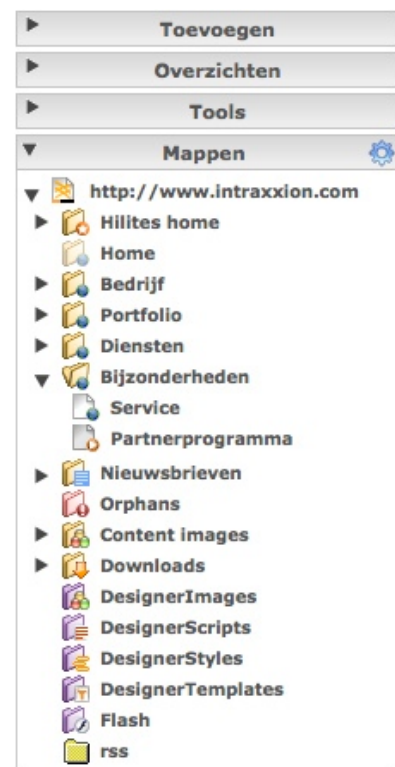 Toevoegen
Overzichten
Tools
Mappen
http://www.intraxxion.com
Hilites home
Home
Bedrijf
Portfolio
Diensten
Bijzonderheden
Service
Partnerprogramma
Nieuwsbrieven
Orphans
Content images
Downloads
DesignerImages
DesignerScripts
DesignerStyles
DesignerTemplates
Flash
rss